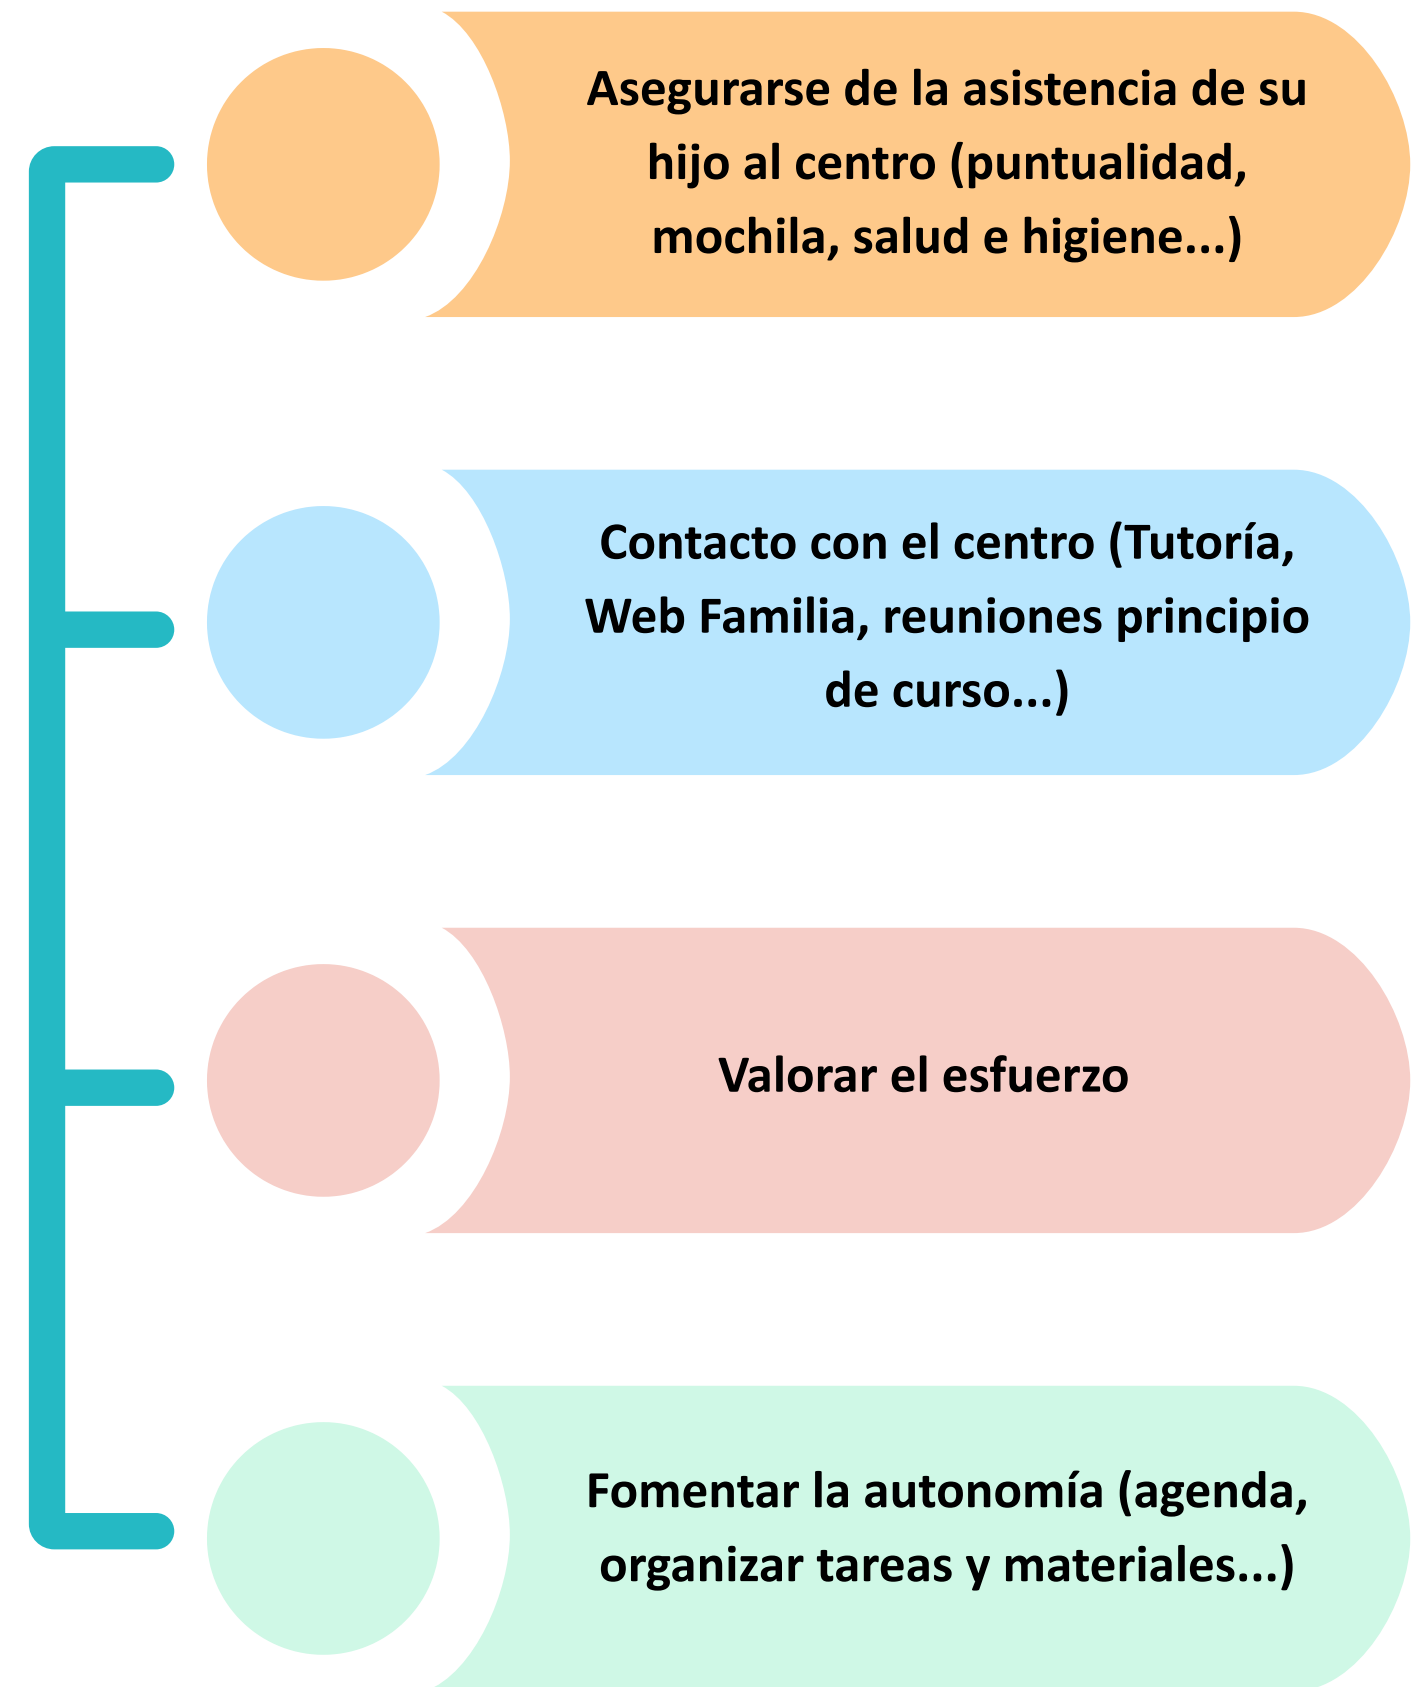 Asegurarse de la asistencia de su
hijo al centro (puntualidad,
mochila, salud e higiene...)
Contacto con el centro (Tutoría,
Web Familia, reuniones principio
de curso...)
Valorar el esfuerzo
Fomentar la autonomía (agenda,
organizar tareas y materiales...)